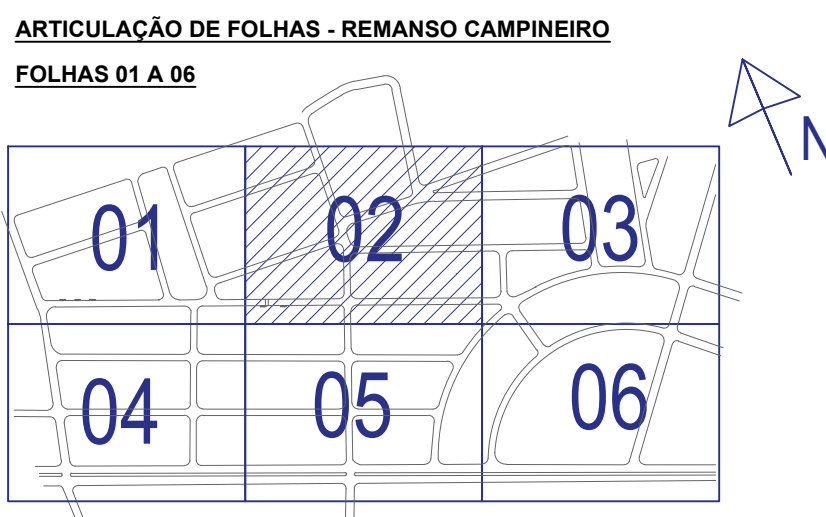 ARTICULAÇÃO DE FOLHAS - REMANSO CAMPINEIRO
FOLHAS 01 A 06
N
01 02 03
04 05 06